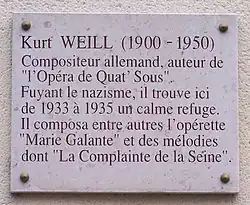 Kurt WEILL (1900 - 1950)
Compositeur allemand, auteur de
"l'Opéra de Quat' Sous".
Fuyant le nazisme, il trouve ici
de 1933 à 1935 un calme refuge.
Il composa entre autres l'opérette
"Marie Galante" et des mélodies
dont "La Complainte de la Seine".